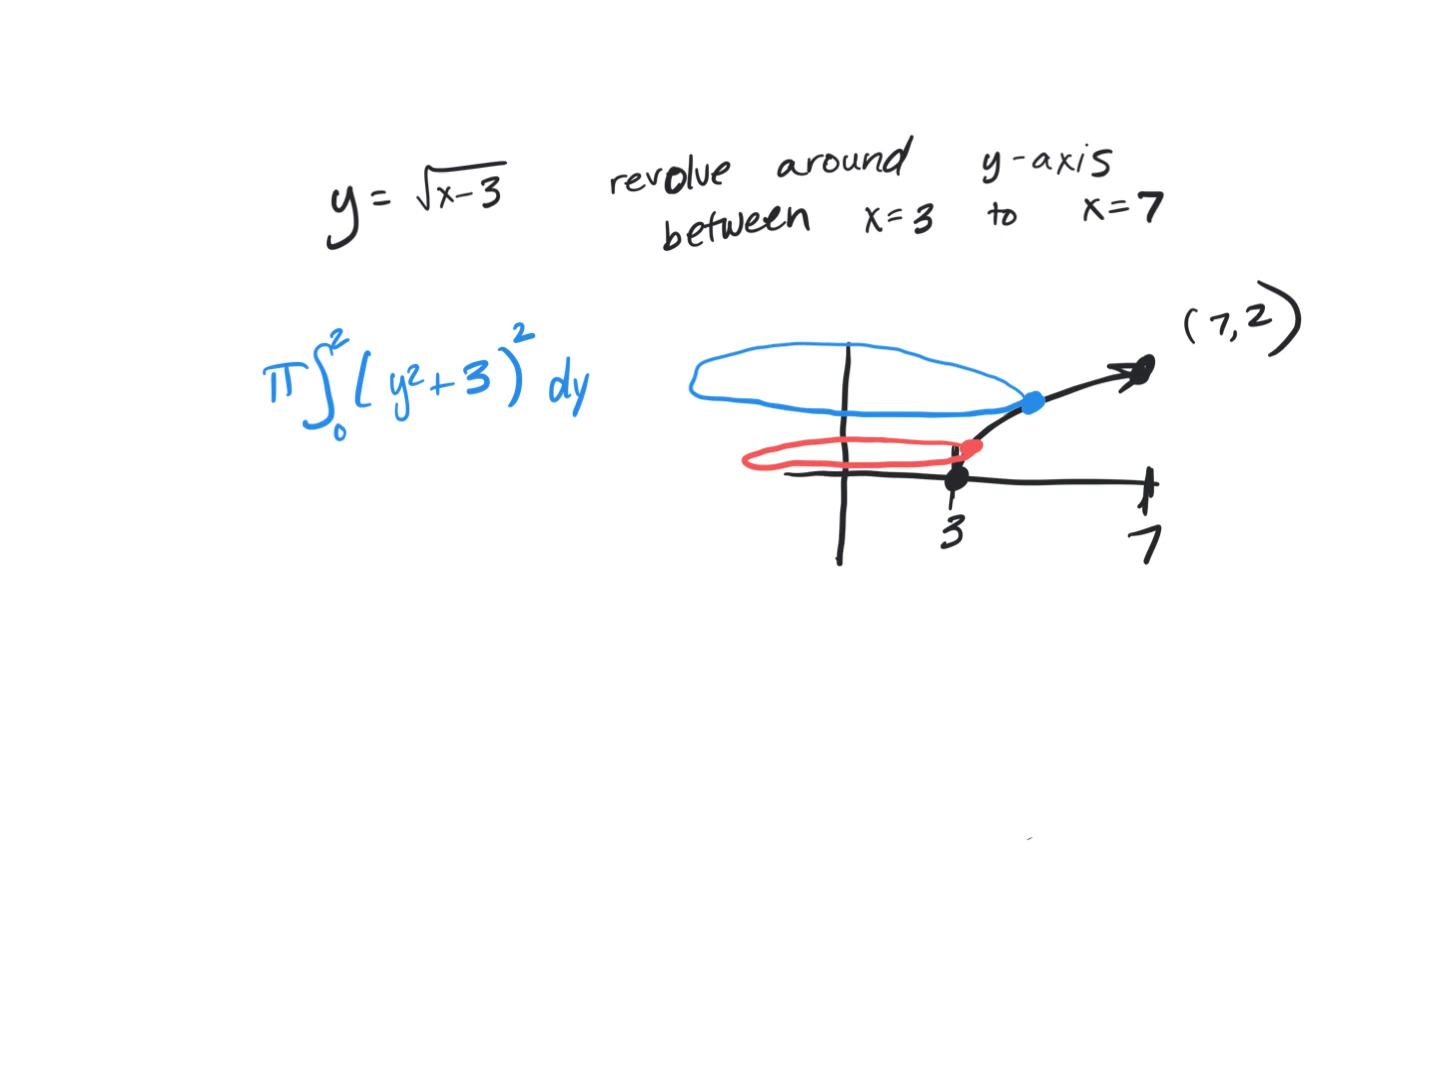 y = √(x-3) revolve around y-axis
between x=3 to x=7
π∫₀² (y²+3)² dy
(7,2)
3
7